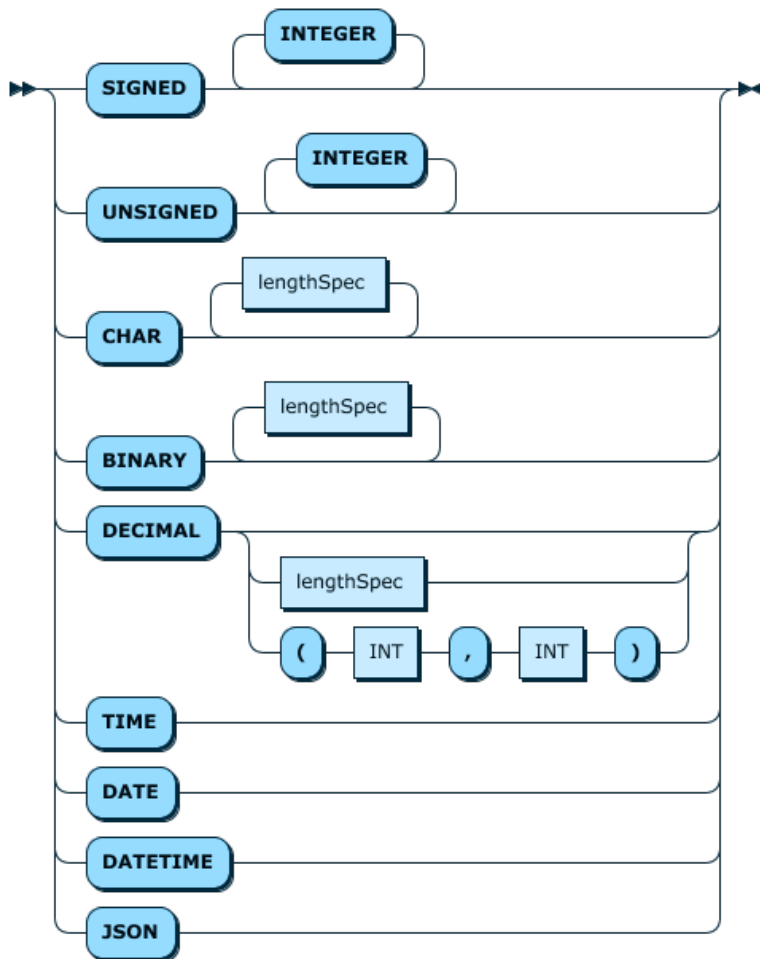 INTEGER
SIGNED
INTEGER
UNSIGNED
lengthSpec
CHAR
lengthSpec
BINARY
DECIMAL
lengthSpec
( INT , INT )
TIME
DATE
DATETIME
JSON